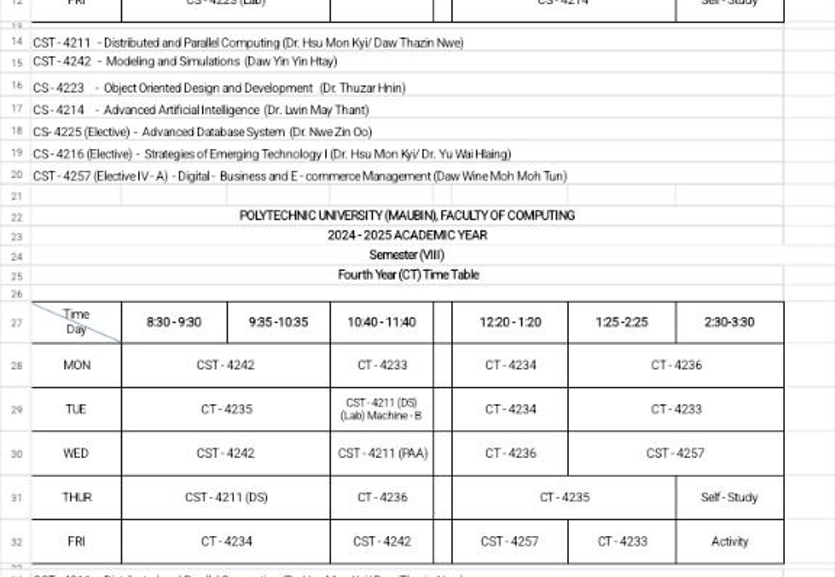 12 FRI CS-4223 (Lab) CS-4214 Self-Study
13
14 CST-4211 - Distributed and Parallel Computing (Dr. Hsu Mon Kyi/ Daw Thazin Nwe)
15 CST-4242 - Modeling and Simulations (Daw Yin Yin Htay)
16 CS-4223 - Object Oriented Design and Development (Dr. Thuzar Hnin)
17 CS-4214 - Advanced Artificial Intelligence (Dr. Lwin May Thant)
18 CS-4225 (Elective) - Advanced Database System (Dr. Nwe Zin Oo)
19 CS-4216 (Elective) - Strategies of Emerging Technology I (Dr. Hsu Mon Kyi/ Dr. Yu Wai Hlaing)
20 CST-4257 (Elective IV-A) - Digital - Business and E-commerce Management (Daw Wine Moh Moh Tun)
21
22 POLYTECHNIC UNIVERSITY (MAUBIN), FACULTY OF COMPUTING
23 2024-2025 ACADEMIC YEAR
24 Semester (VIII)
25 Fourth Year (CT) Time Table
26
Time
27 8:30-9:30 9:35-10:35 10:40-11:40 12:20-1:20 1:25-2:25 2:30-3:30
Day
28 MON CST-4242 CT-4233 CT-4234 CT-4236
29 TUE CT-4235 CST-4211 (DS) CT-4234 CT-4233
(Lab) Machine-B
30 WED CST-4242 CST-4211 (PAA) CT-4236 CST-4257
31 THUR CST-4211 (DS) CT-4236 CT-4235 Self-Study
32 FRI CT-4234 CST-4242 CST-4257 CT-4233 Activity